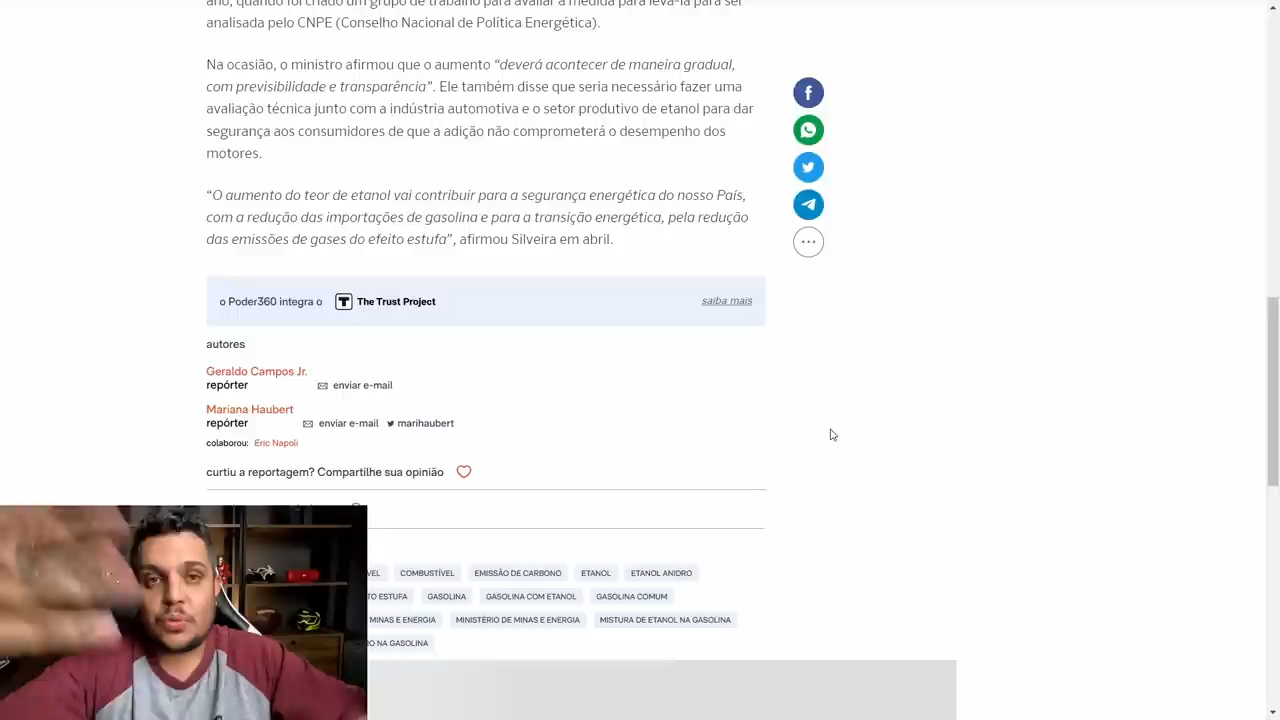 ano, quando foi criado um grupo de trabalho para avaliar a medida para levá-la para ser
analisada pelo CNPE (Conselho Nacional de Política Energética).
Na ocasião, o ministro afirmou que o aumento “deverá acontecer de maneira gradual,
com previsibilidade e transparência”. Ele também disse que seria necessário fazer uma
avaliação técnica junto com a indústria automotiva e o setor produtivo de etanol para dar
segurança aos consumidores de que a adição não comprometerá o desempenho dos
motores.
“O aumento do teor de etanol vai contribuir para a segurança energética do nosso País,
com a redução das importações de gasolina e para a transição energética, pela redução
das emissões de gases do efeito estufa”, afirmou Silveira em abril.
o Poder360 integra o T The Trust Project saiba mais
autores
Geraldo Campos Jr.
repórter enviar e-mail
Mariana Haubert
repórter enviar e-mail marihaubert
colaborou: Eric Napoli
curtiu a reportagem? Compartilhe sua opinião
VEL COMBUSTÍVEL EMISSÃO DE CARBONO ETANOL ETANOL ANIDRO
TO ESTUFA GASOLINA GASOLINA COM ETANOL GASOLINA COMUM
MINAS E ENERGIA MINISTÉRIO DE MINAS E ENERGIA MISTURA DE ETANOL NA GASOLINA
RO NA GASOLINA